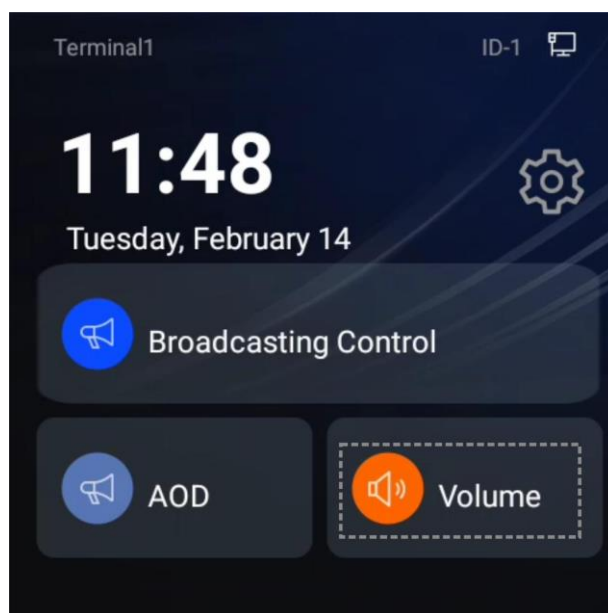 Terminal1
ID-1
11:48
Tuesday, February 14
Broadcasting Control
AOD
Volume